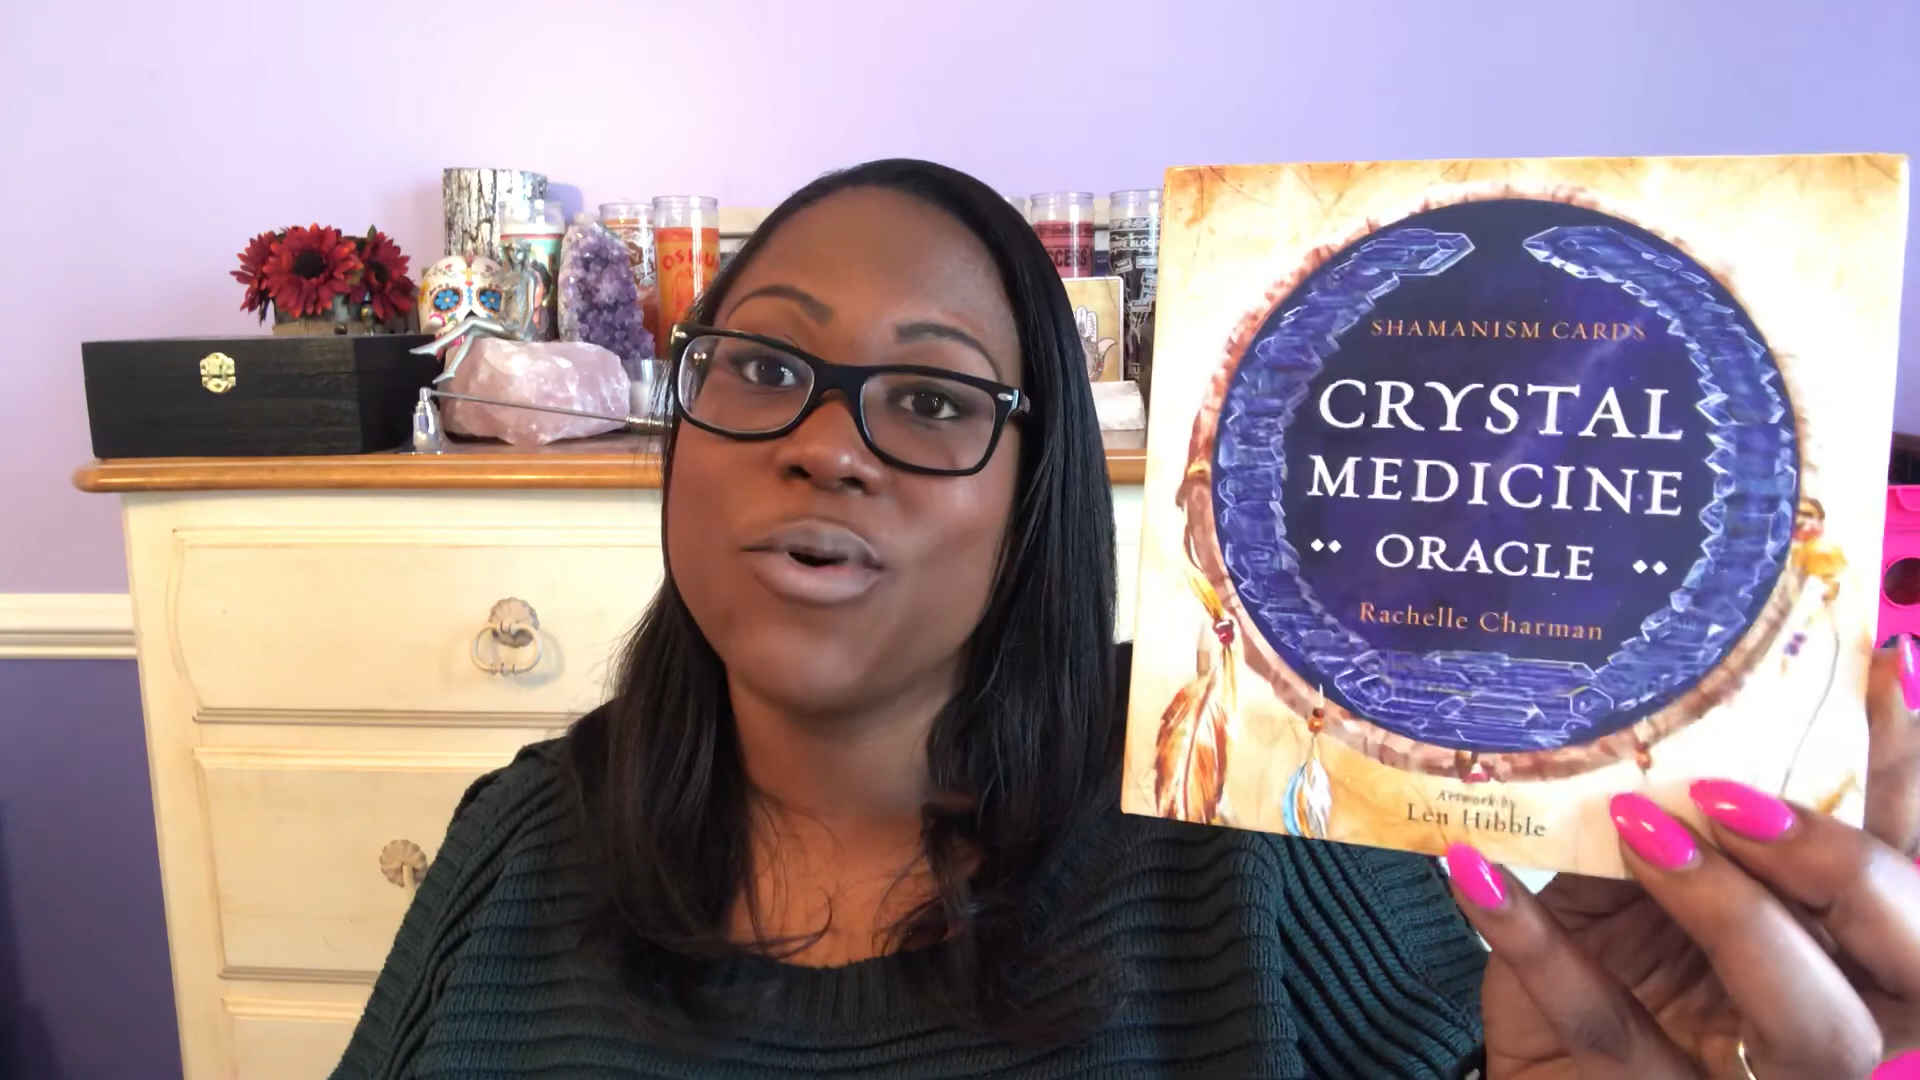 SHAMANISM CARDS
CRYSTAL
MEDICINE
ORACLE
Rachelle Charman
Artwork by
Len Hibble